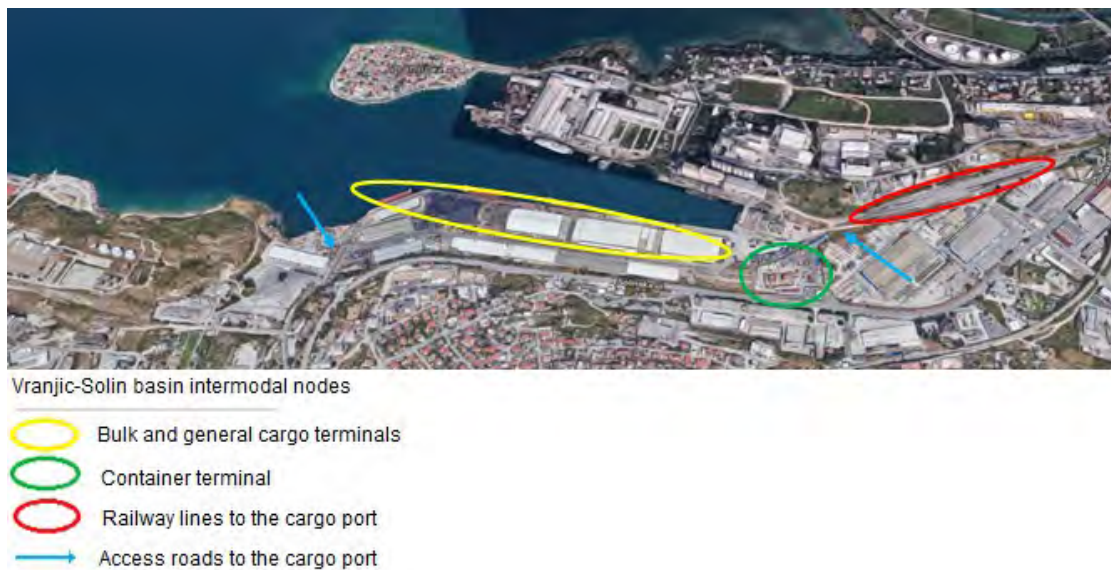 Vranjic-Solin basin intermodal nodes
Bulk and general cargo terminals
Container terminal
Railway lines to the cargo port
Access roads to the cargo port